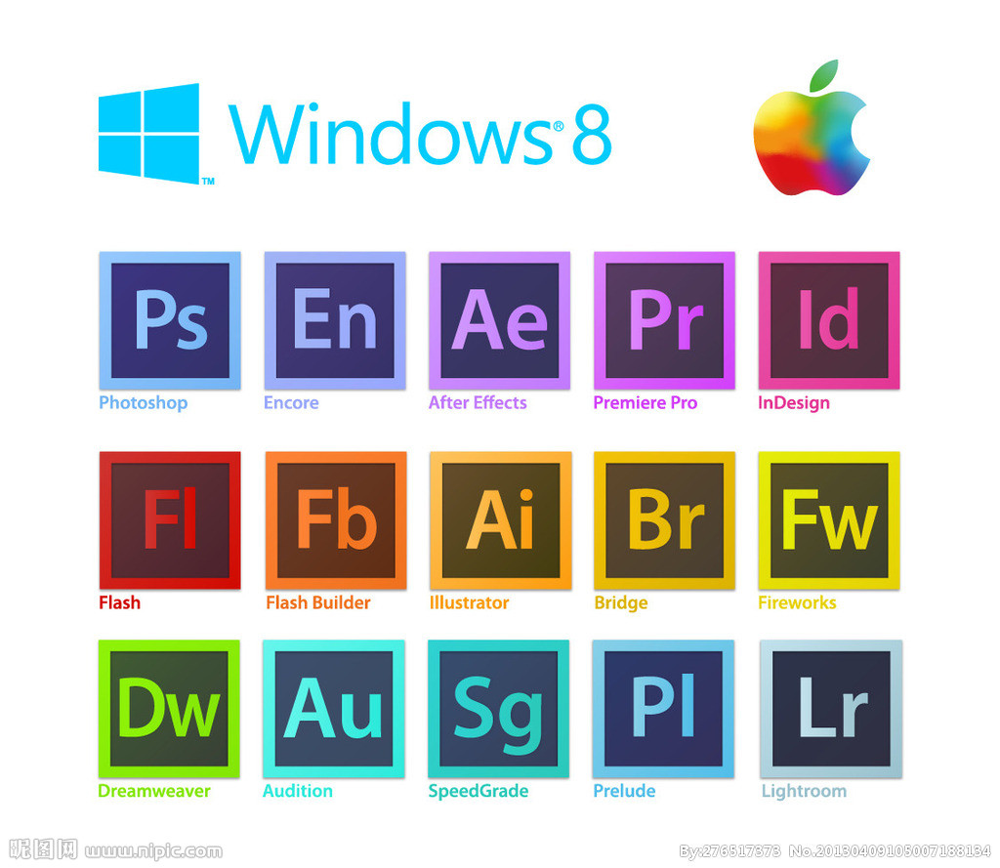 Windows® 8
TM
Ps En Ae Pr Id
Photoshop Encore After Effects Premiere Pro InDesign
Fl Fb Ai Br Fw
Flash Flash Builder Illustrator Bridge Fireworks
Dw Au Sg Pl Lr
Dreamweaver Audition SpeedGrade Prelude Lightroom
昵图网 www.nipic.com By:276517373 No.20130409105007188134